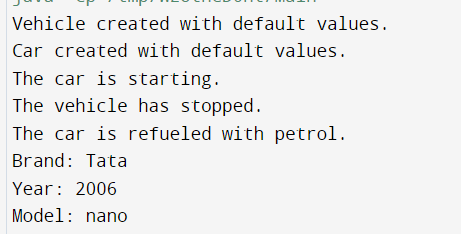 Vehicle created with default values.
Car created with default values.
The car is starting.
The vehicle has stopped.
The car is refueled with petrol.
Brand: Tata
Year: 2006
Model: nano